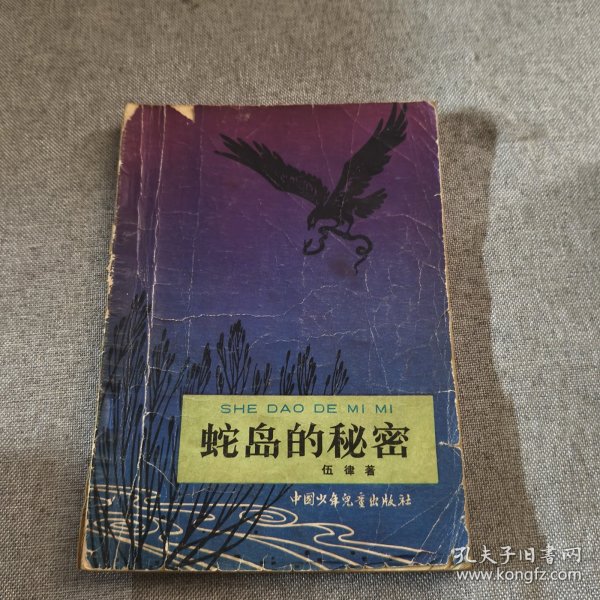 SHE DAO DE MI MI
蛇岛的秘密
伍 律 著
中国少年儿童出版社
孔夫子旧书网
www.kongfz.com